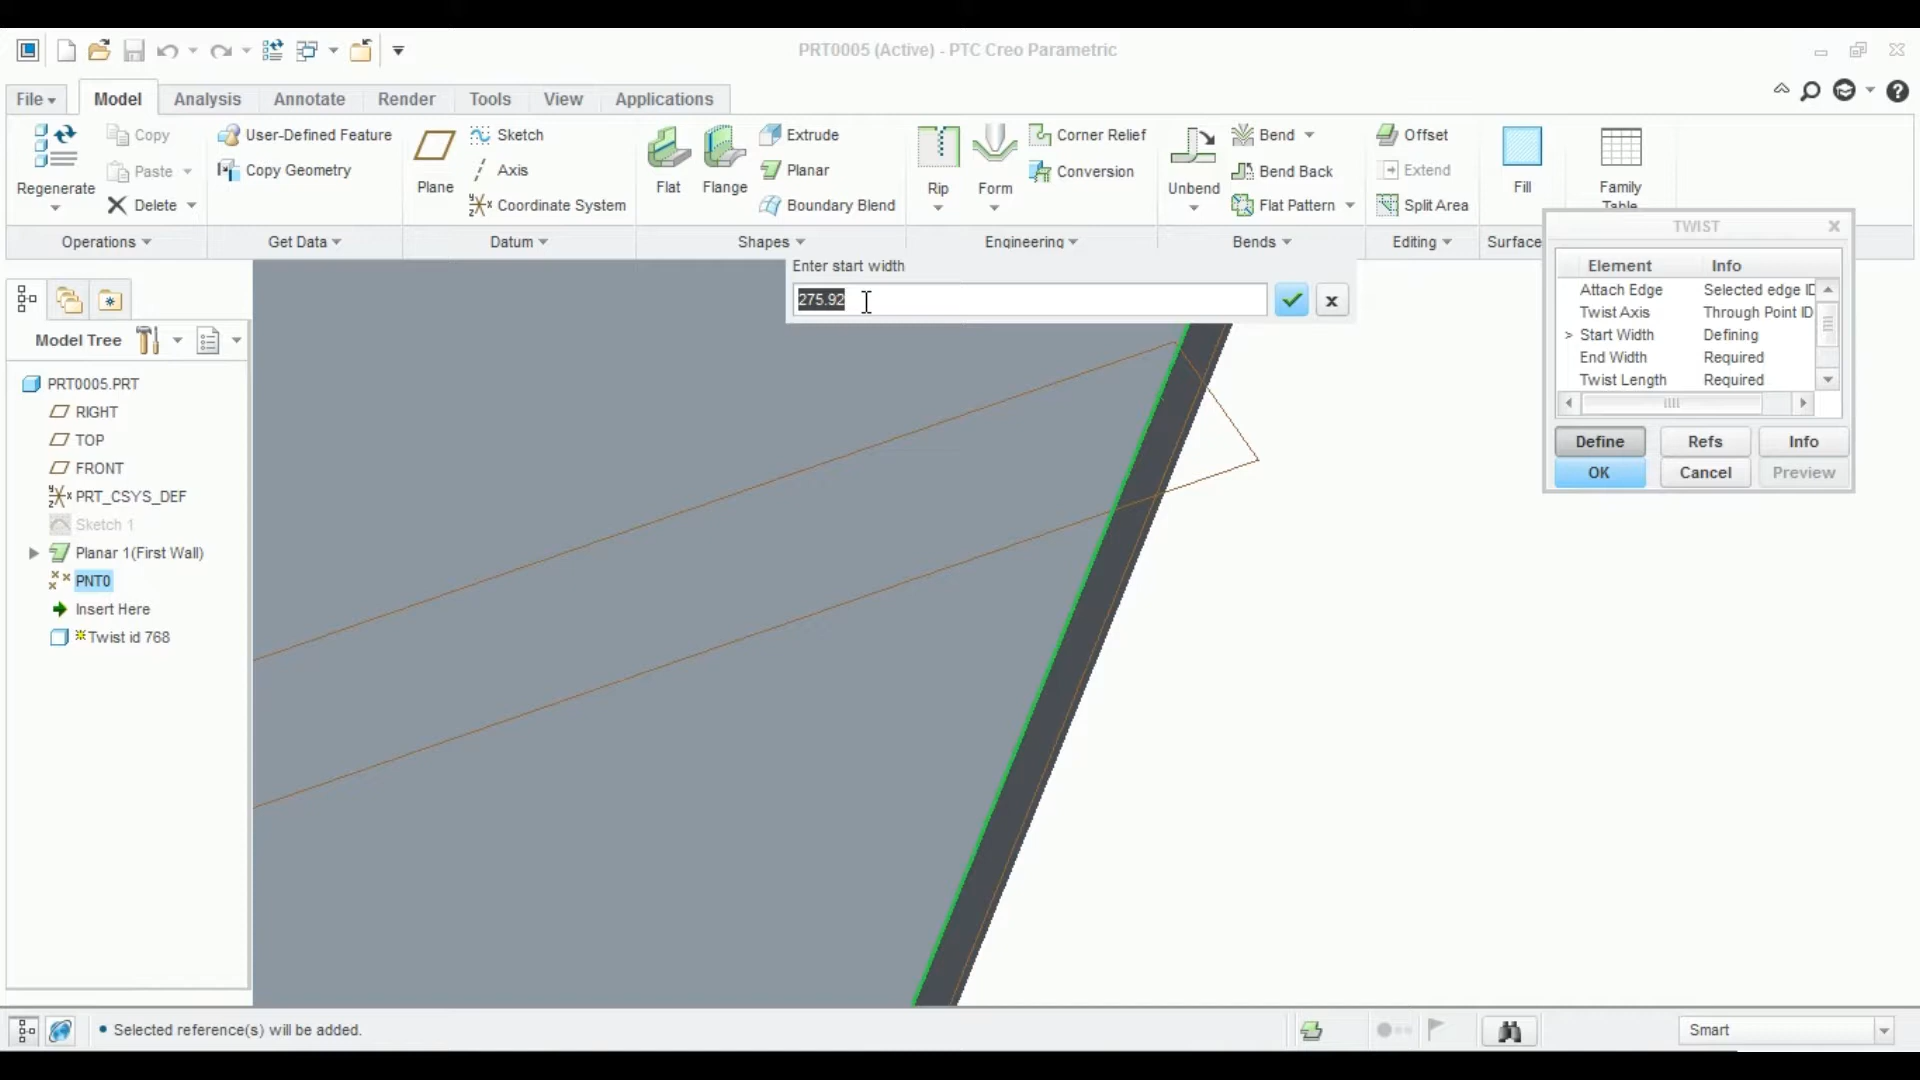 PRT0005 (Active) - PTC Creo Parametric
File Model Analysis Annotate Render Tools View Applications
Regenerate
Copy
Paste
Delete
User-Defined Feature
Copy Geometry
Plane
Sketch
Axis
Coordinate System
Flat
Flange
Extrude
Planar
Boundary Blend
Rip
Form
Corner Relief
Conversion
Unbend
Bend
Bend Back
Flat Pattern
Offset
Extend
Split Area
Fill
Family
Table
Operations Get Data Datum Shapes Engineering Bends Editing Surface
Enter start width
275.92
TWIST
Element Info
Attach Edge Selected edge ID
Twist Axis Through Point ID
> Start Width Defining
End Width Required
Twist Length Required
Define Refs Info
OK Cancel Preview
Model Tree
PRT0005.PRT
RIGHT
TOP
FRONT
PRT_CSYS_DEF
Sketch 1
Planar 1(First Wall)
PNT0
Insert Here
Twist id 768
• Selected reference(s) will be added.
Smart